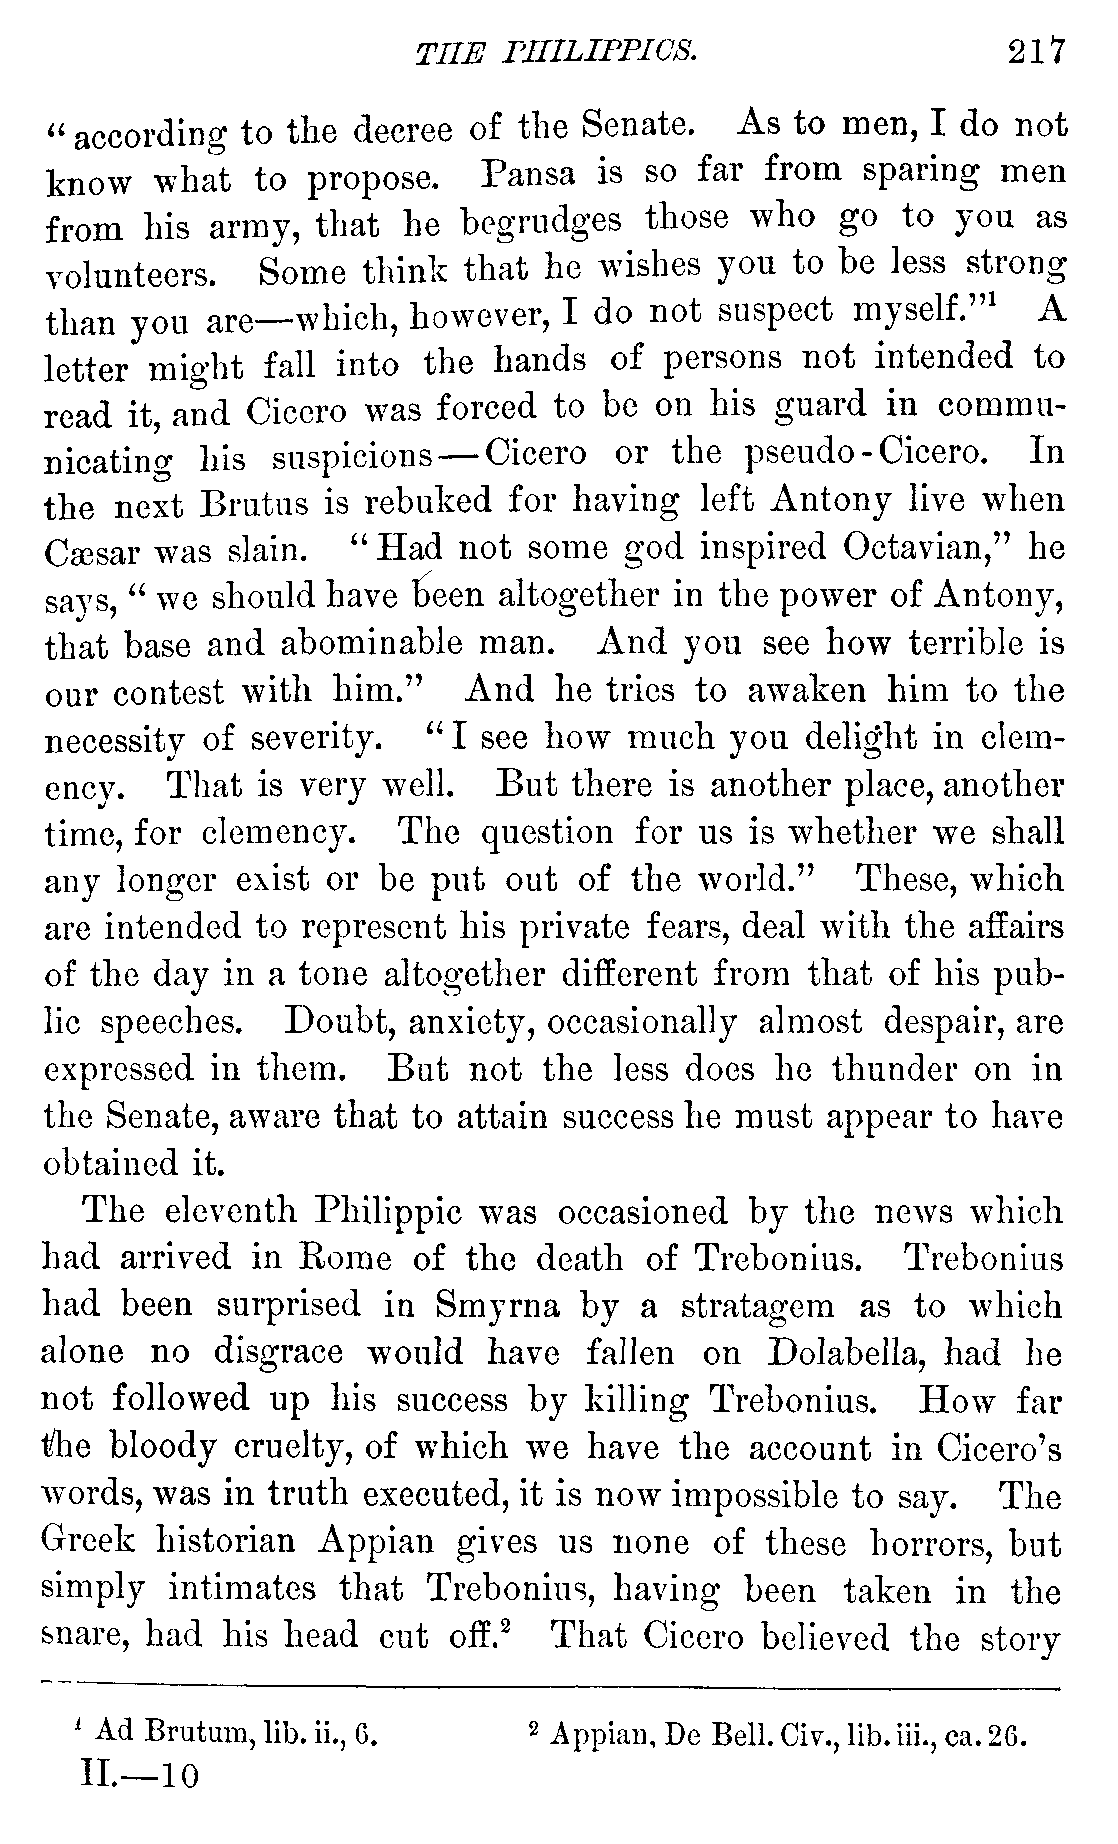 THE PHILIPPICS. 217
“according to the decree of the Senate. As to men, I do not
know what to propose. Pansa is so far from sparing men
from his army, that he begrudges those who go to you as
volunteers. Some think that he wishes you to be less strong
than you are—which, however, I do not suspect myself.”¹ A
letter might fall into the hands of persons not intended to
read it, and Cicero was forced to be on his guard in commu-
nicating his suspicions—Cicero or the pseudo-Cicero. In
the next Brutus is rebuked for having left Antony live when
Cæsar was slain. “Had not some god inspired Octavian,” he
says, “we should have been altogether in the power of Antony,
that base and abominable man. And you see how terrible is
our contest with him.” And he tries to awaken him to the
necessity of severity. “I see how much you delight in clem-
ency. That is very well. But there is another place, another
time, for clemency. The question for us is whether we shall
any longer exist or be put out of the world.” These, which
are intended to represent his private fears, deal with the affairs
of the day in a tone altogether different from that of his pub-
lic speeches. Doubt, anxiety, occasionally almost despair, are
expressed in them. But not the less does he thunder on in
the Senate, aware that to attain success he must appear to have
obtained it.
The eleventh Philippic was occasioned by the news which
had arrived in Rome of the death of Trebonius. Trebonius
had been surprised in Smyrna by a stratagem as to which
alone no disgrace would have fallen on Dolabella, had he
not followed up his success by killing Trebonius. How far
the bloody cruelty, of which we have the account in Cicero’s
words, was in truth executed, it is now impossible to say. The
Greek historian Appian gives us none of these horrors, but
simply intimates that Trebonius, having been taken in the
snare, had his head cut off.² That Cicero believed the story
¹ Ad Brutum, lib. ii., 6. ² Appian, De Bell. Civ., lib. iii., ca. 26.
II.—10